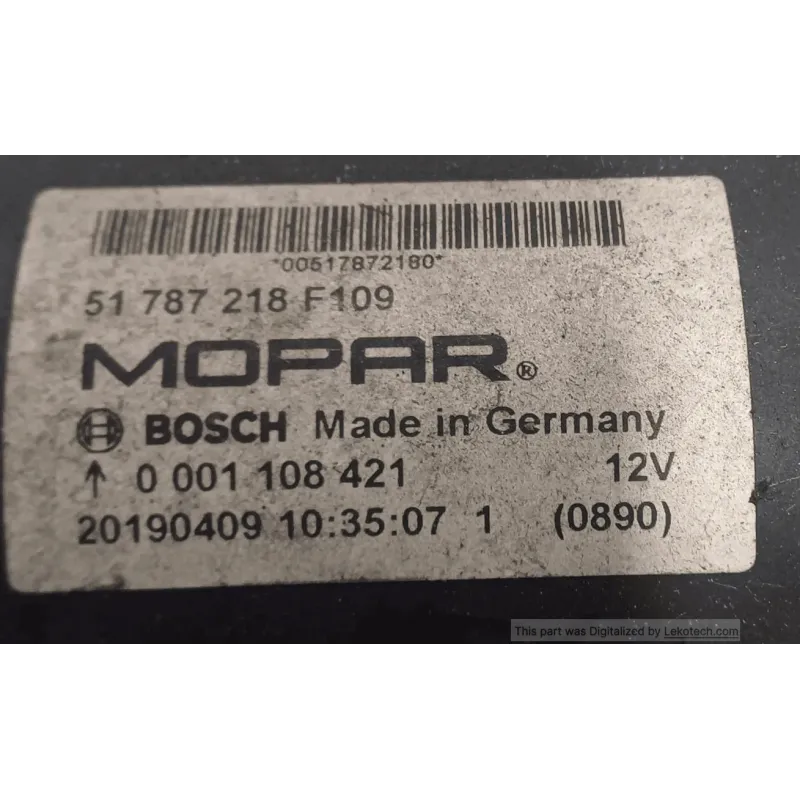 *00517872180*
51 787 218 F109
MOPAR®
BOSCH Made in Germany
↑ 0 001 108 421 12V
20190409 10:35:07 1 (0890)
This part was Digitalized by Lekotech.com